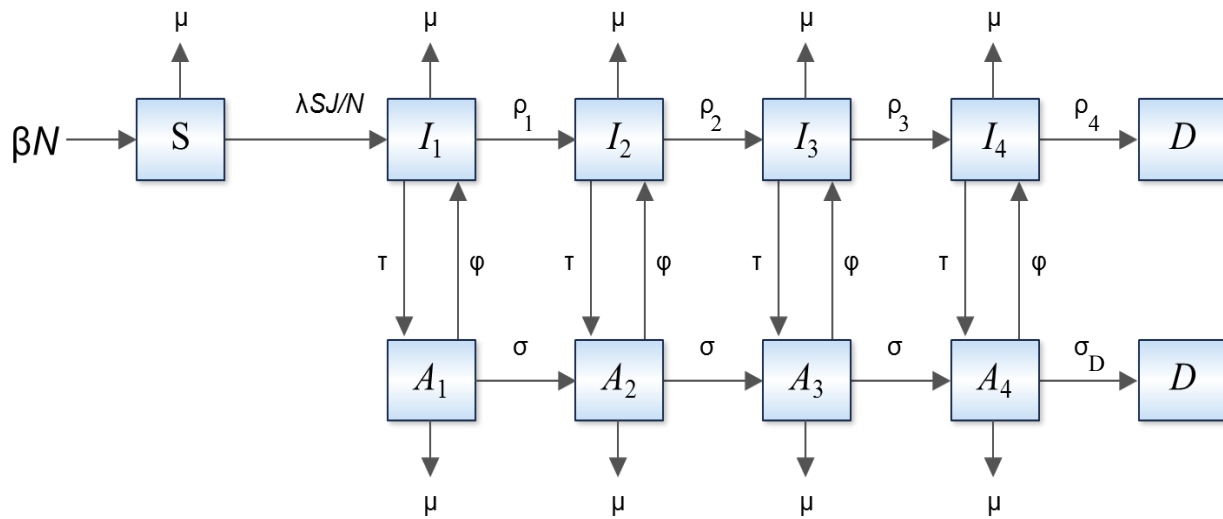 μ μ μ μ μ
λSJ/N ρ1 ρ2 ρ3 ρ4
βN S I1 I2 I3 I4 D
τ φ τ φ τ φ τ φ
σ σ σ σD
A1 A2 A3 A4 D
μ μ μ μ